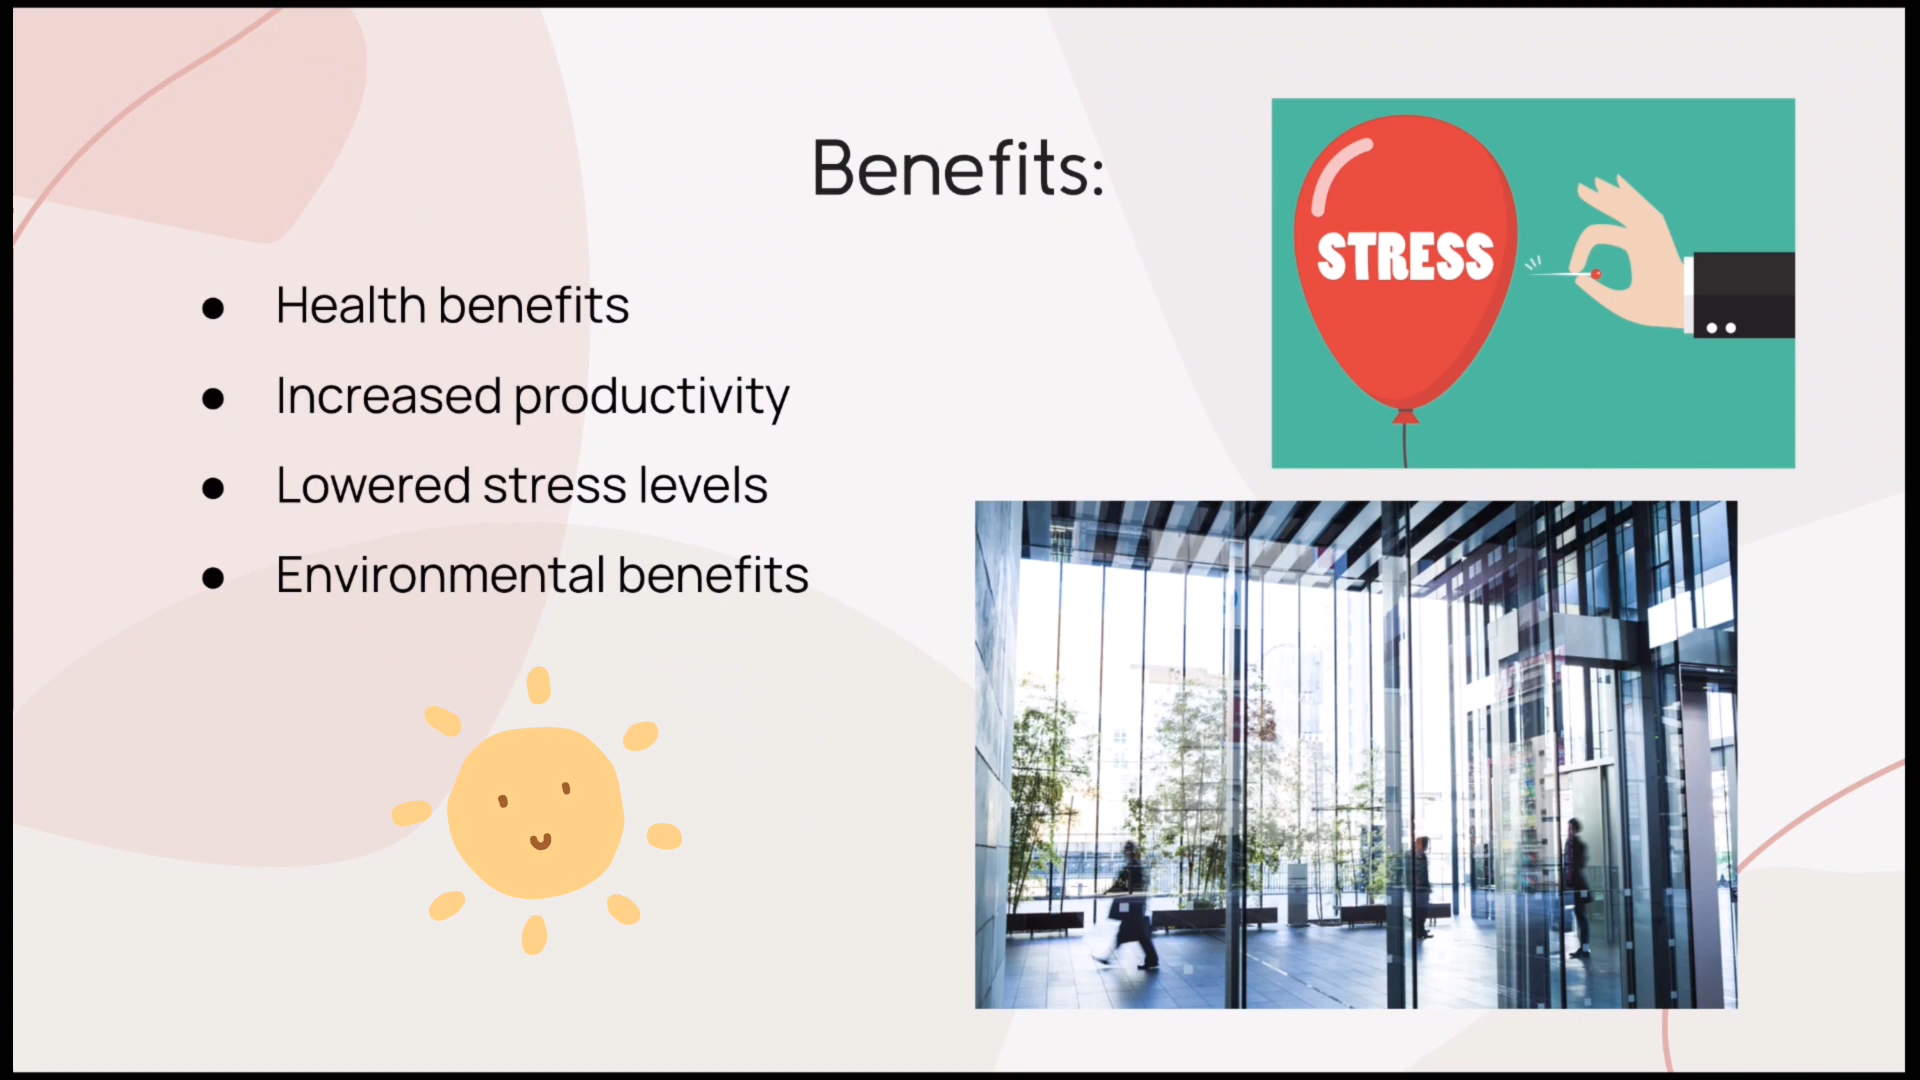 Benefits:
STRESS
● Health benefits
● Increased productivity
● Lowered stress levels
● Environmental benefits